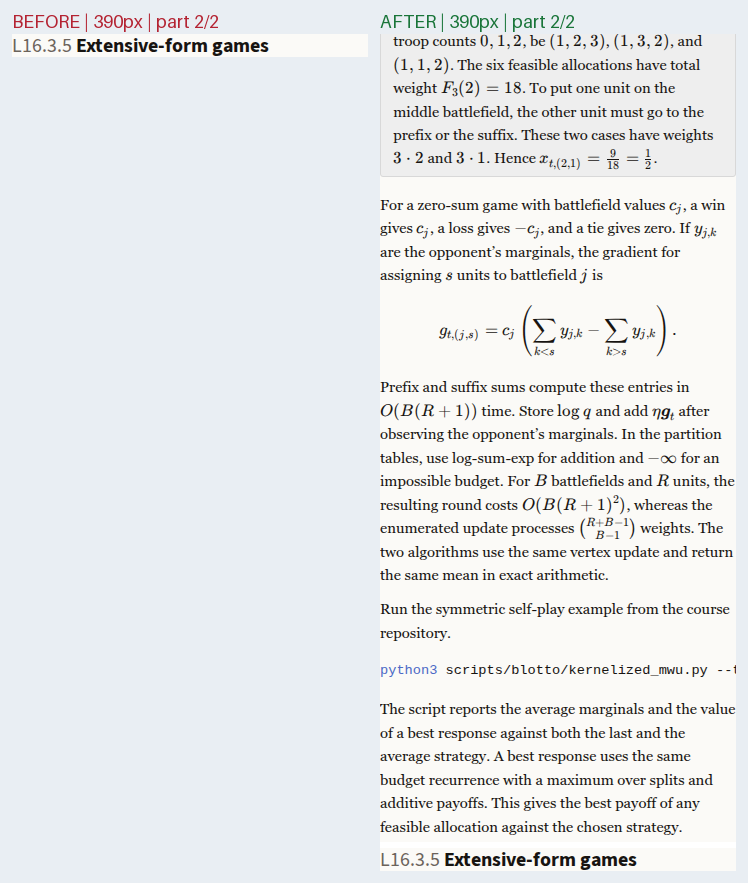 BEFORE | 390px | part 2/2
L16.3.5 Extensive-form games
AFTER | 390px | part 2/2
troop counts 0, 1, 2, be (1, 2, 3), (1, 3, 2), and
(1, 1, 2). The six feasible allocations have total
weight F₃(2) = 18. To put one unit on the
middle battlefield, the other unit must go to the
prefix or the suffix. These two cases have weights
3 · 2 and 3 · 1. Hence x_{t,(2,1)} = 9/18 = 1/2.
For a zero-sum game with battlefield values c_j, a win
gives c_j, a loss gives −c_j, and a tie gives zero. If y_{j,k}
are the opponent’s marginals, the gradient for
assigning s units to battlefield j is
g_{t,(j,s)} = c_j ( ∑_{k<s} y_{j,k} − ∑_{k>s} y_{j,k} ) .
Prefix and suffix sums compute these entries in
O(B(R + 1)) time. Store log q and add ηg_t after
observing the opponent’s marginals. In the partition
tables, use log-sum-exp for addition and −∞ for an
impossible budget. For B battlefields and R units, the
resulting round costs O(B(R + 1)²), whereas the
enumerated update processes (R+B−1 B−1) weights. The
two algorithms use the same vertex update and return
the same mean in exact arithmetic.
Run the symmetric self-play example from the course
repository.
python3 scripts/blotto/kernelized_mwu.py --
The script reports the average marginals and the value
of a best response against both the last and the
average strategy. A best response uses the same
budget recurrence with a maximum over splits and
additive payoffs. This gives the best payoff of any
feasible allocation against the chosen strategy.
L16.3.5 Extensive-form games